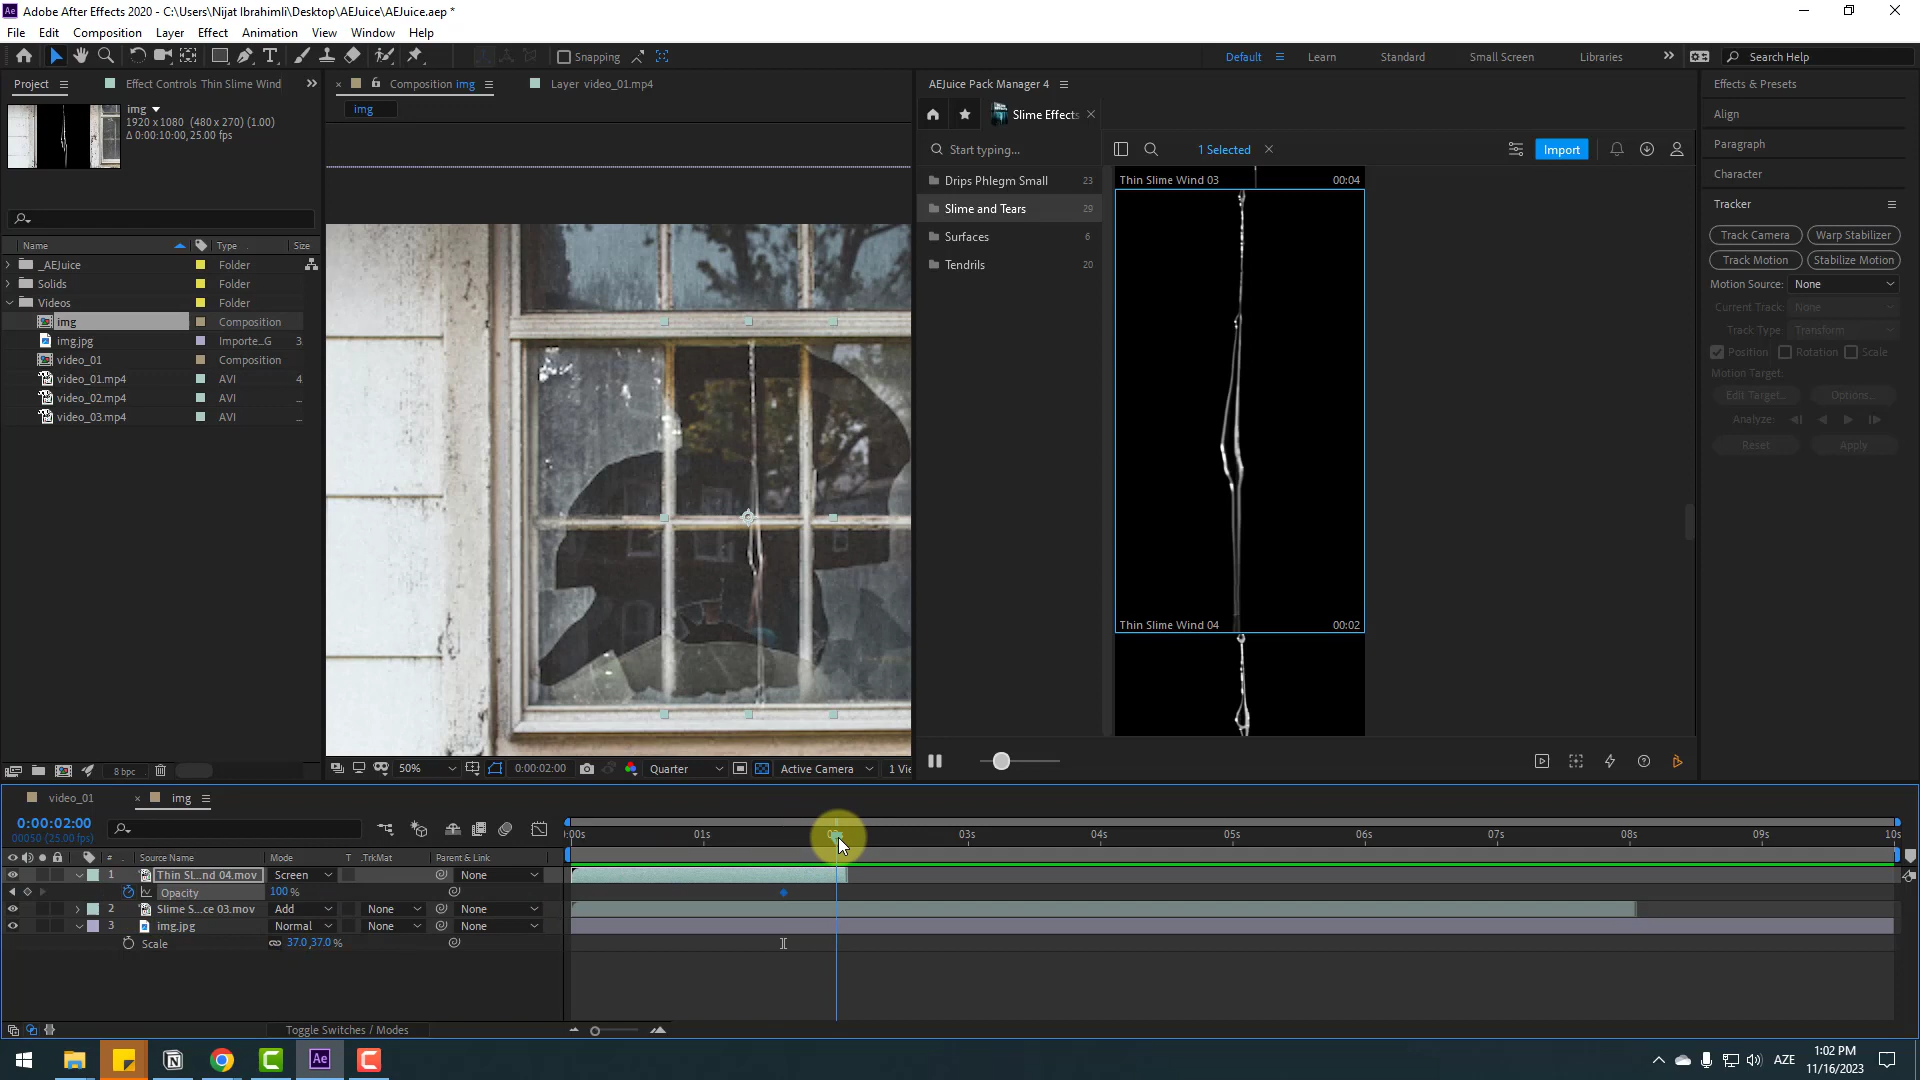 Adobe After Effects 2020 - C:\Users\Nijat Ibrahimli\Desktop\AEJuice\AEJuice.aep *
File Edit Composition Layer Effect Animation View Window Help
Snapping
Default Learn Standard Small Screen Libraries Search Help
Project Effect Controls Thin Slime Wind
Composition img Layer video_01.mp4
AEJuice Pack Manager 4
Effects & Presets
img
1920 x 1080 (480 x 270) (1.00)
Δ 0:00:10:00, 25.00 fps
img
Slime Effects
Align
Start typing...
1 Selected
Import
Paragraph
Character
Tracker
Drips Phlegm Small 23
Slime and Tears 29
Surfaces 6
Tendrils 20
Thin Slime Wind 03 00:04
Thin Slime Wind 04 00:02
Track Camera Warp Stabilizer
Track Motion Stabilize Motion
Motion Source: None
Current Track: None
Track Type: Transform
Position Rotation Scale
Motion Target:
Edit Target... Options...
Analyze:
Reset Apply
Name Type Size
_AEJuice Folder
Solids Folder
Videos Folder
img Composition
img.jpg Importe...G 3
video_01 Composition
video_01.mp4 AVI 4
video_02.mp4 AVI ...
video_03.mp4 AVI ...
8 bpc
50% 0:00:02:00 Quarter Active Camera 1 Vie
video_01 img
0:00:02:00
00050 (25.00 fps)
:00s 01s 02s 03s 04s 05s 06s 07s 08s 09s 10s
# Source Name Mode T .TrkMat Parent & Link
1 Thin Sl...nd 04.mov Screen None
Opacity 100 %
2 Slime S...ce 03.mov Add None None
3 img.jpg Normal None None
Scale 37.0,37.0 %
Toggle Switches / Modes
AZE
1:02 PM
11/16/2023